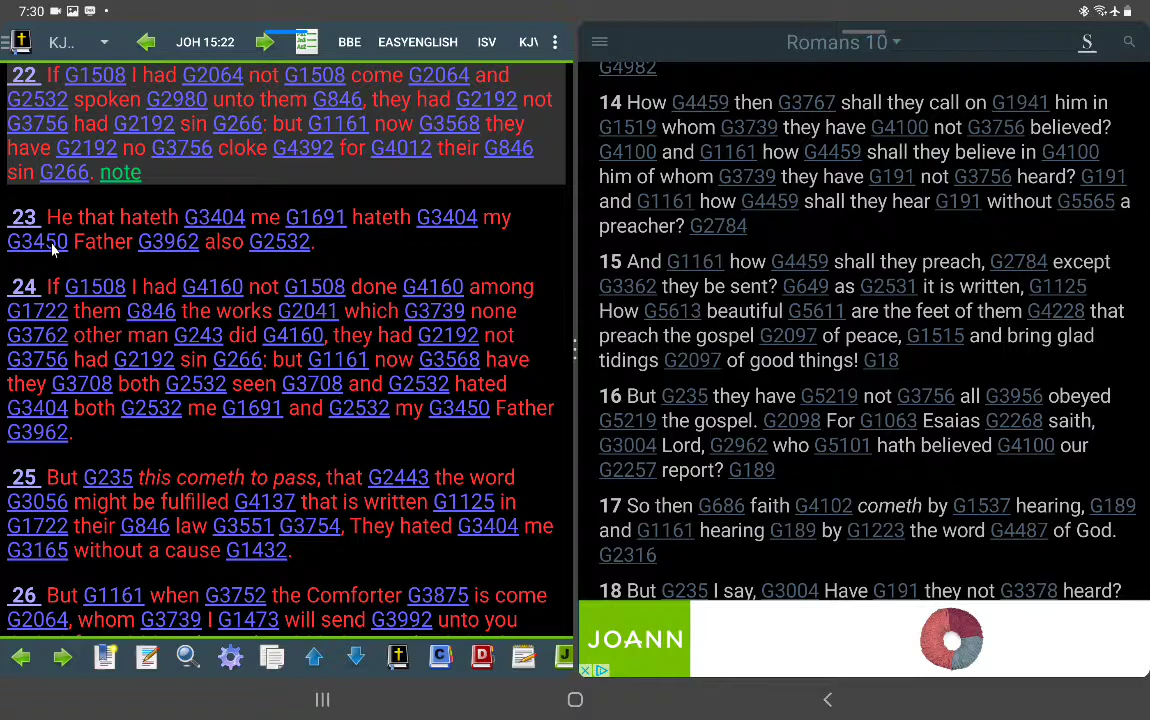 7:30
KJ..
JOH 15:22
BBE
EASYENGLISH
ISV
KJ\
22 If G1508 I had G2064 not G1508 come G2064 and
G2532 spoken G2980 unto them G846, they had G2192 not
G3756 had G2192 sin G266: but G1161 now G3568 they
have G2192 no G3756 cloke G4392 for G4012 their G846
sin G266. note
23 He that hateth G3404 me G1691 hateth G3404 my
G3450 Father G3962 also G2532.
24 If G1508 I had G4160 not G1508 done G4160 among
G1722 them G846 the works G2041 which G3739 none
G3762 other man G243 did G4160, they had G2192 not
G3756 had G2192 sin G266: but G1161 now G3568 have
they G3708 both G2532 seen G3708 and G2532 hated
G3404 both G2532 me G1691 and G2532 my G3450 Father
G3962.
25 But G235 this cometh to pass, that G2443 the word
G3056 might be fulfilled G4137 that is written G1125 in
G1722 their G846 law G3551 G3754, They hated G3404 me
G3165 without a cause G1432.
26 But G1161 when G3752 the Comforter G3875 is come
G2064, whom G3739 I G1473 will send G3992 unto you
C
D
J
Romans 10
S
G4982
14 How G4459 then G3767 shall they call on G1941 him in
G1519 whom G3739 they have G4100 not G3756 believed?
G4100 and G1161 how G4459 shall they believe in G4100
him of whom G3739 they have G191 not G3756 heard? G191
and G1161 how G4459 shall they hear G191 without G5565 a
preacher? G2784
15 And G1161 how G4459 shall they preach, G2784 except
G3362 they be sent? G649 as G2531 it is written, G1125
How G5613 beautiful G5611 are the feet of them G4228 that
preach the gospel G2097 of peace, G1515 and bring glad
tidings G2097 of good things! G18
16 But G235 they have G5219 not G3756 all G3956 obeyed
G5219 the gospel. G2098 For G1063 Esaias G2268 saith,
G3004 Lord, G2962 who G5101 hath believed G4100 our
G2257 report? G189
17 So then G686 faith G4102 cometh by G1537 hearing, G189
and G1161 hearing G189 by G1223 the word G4487 of God.
G2316
18 But G235 I say, G3004 Have G191 they not G3378 heard?
JOANN